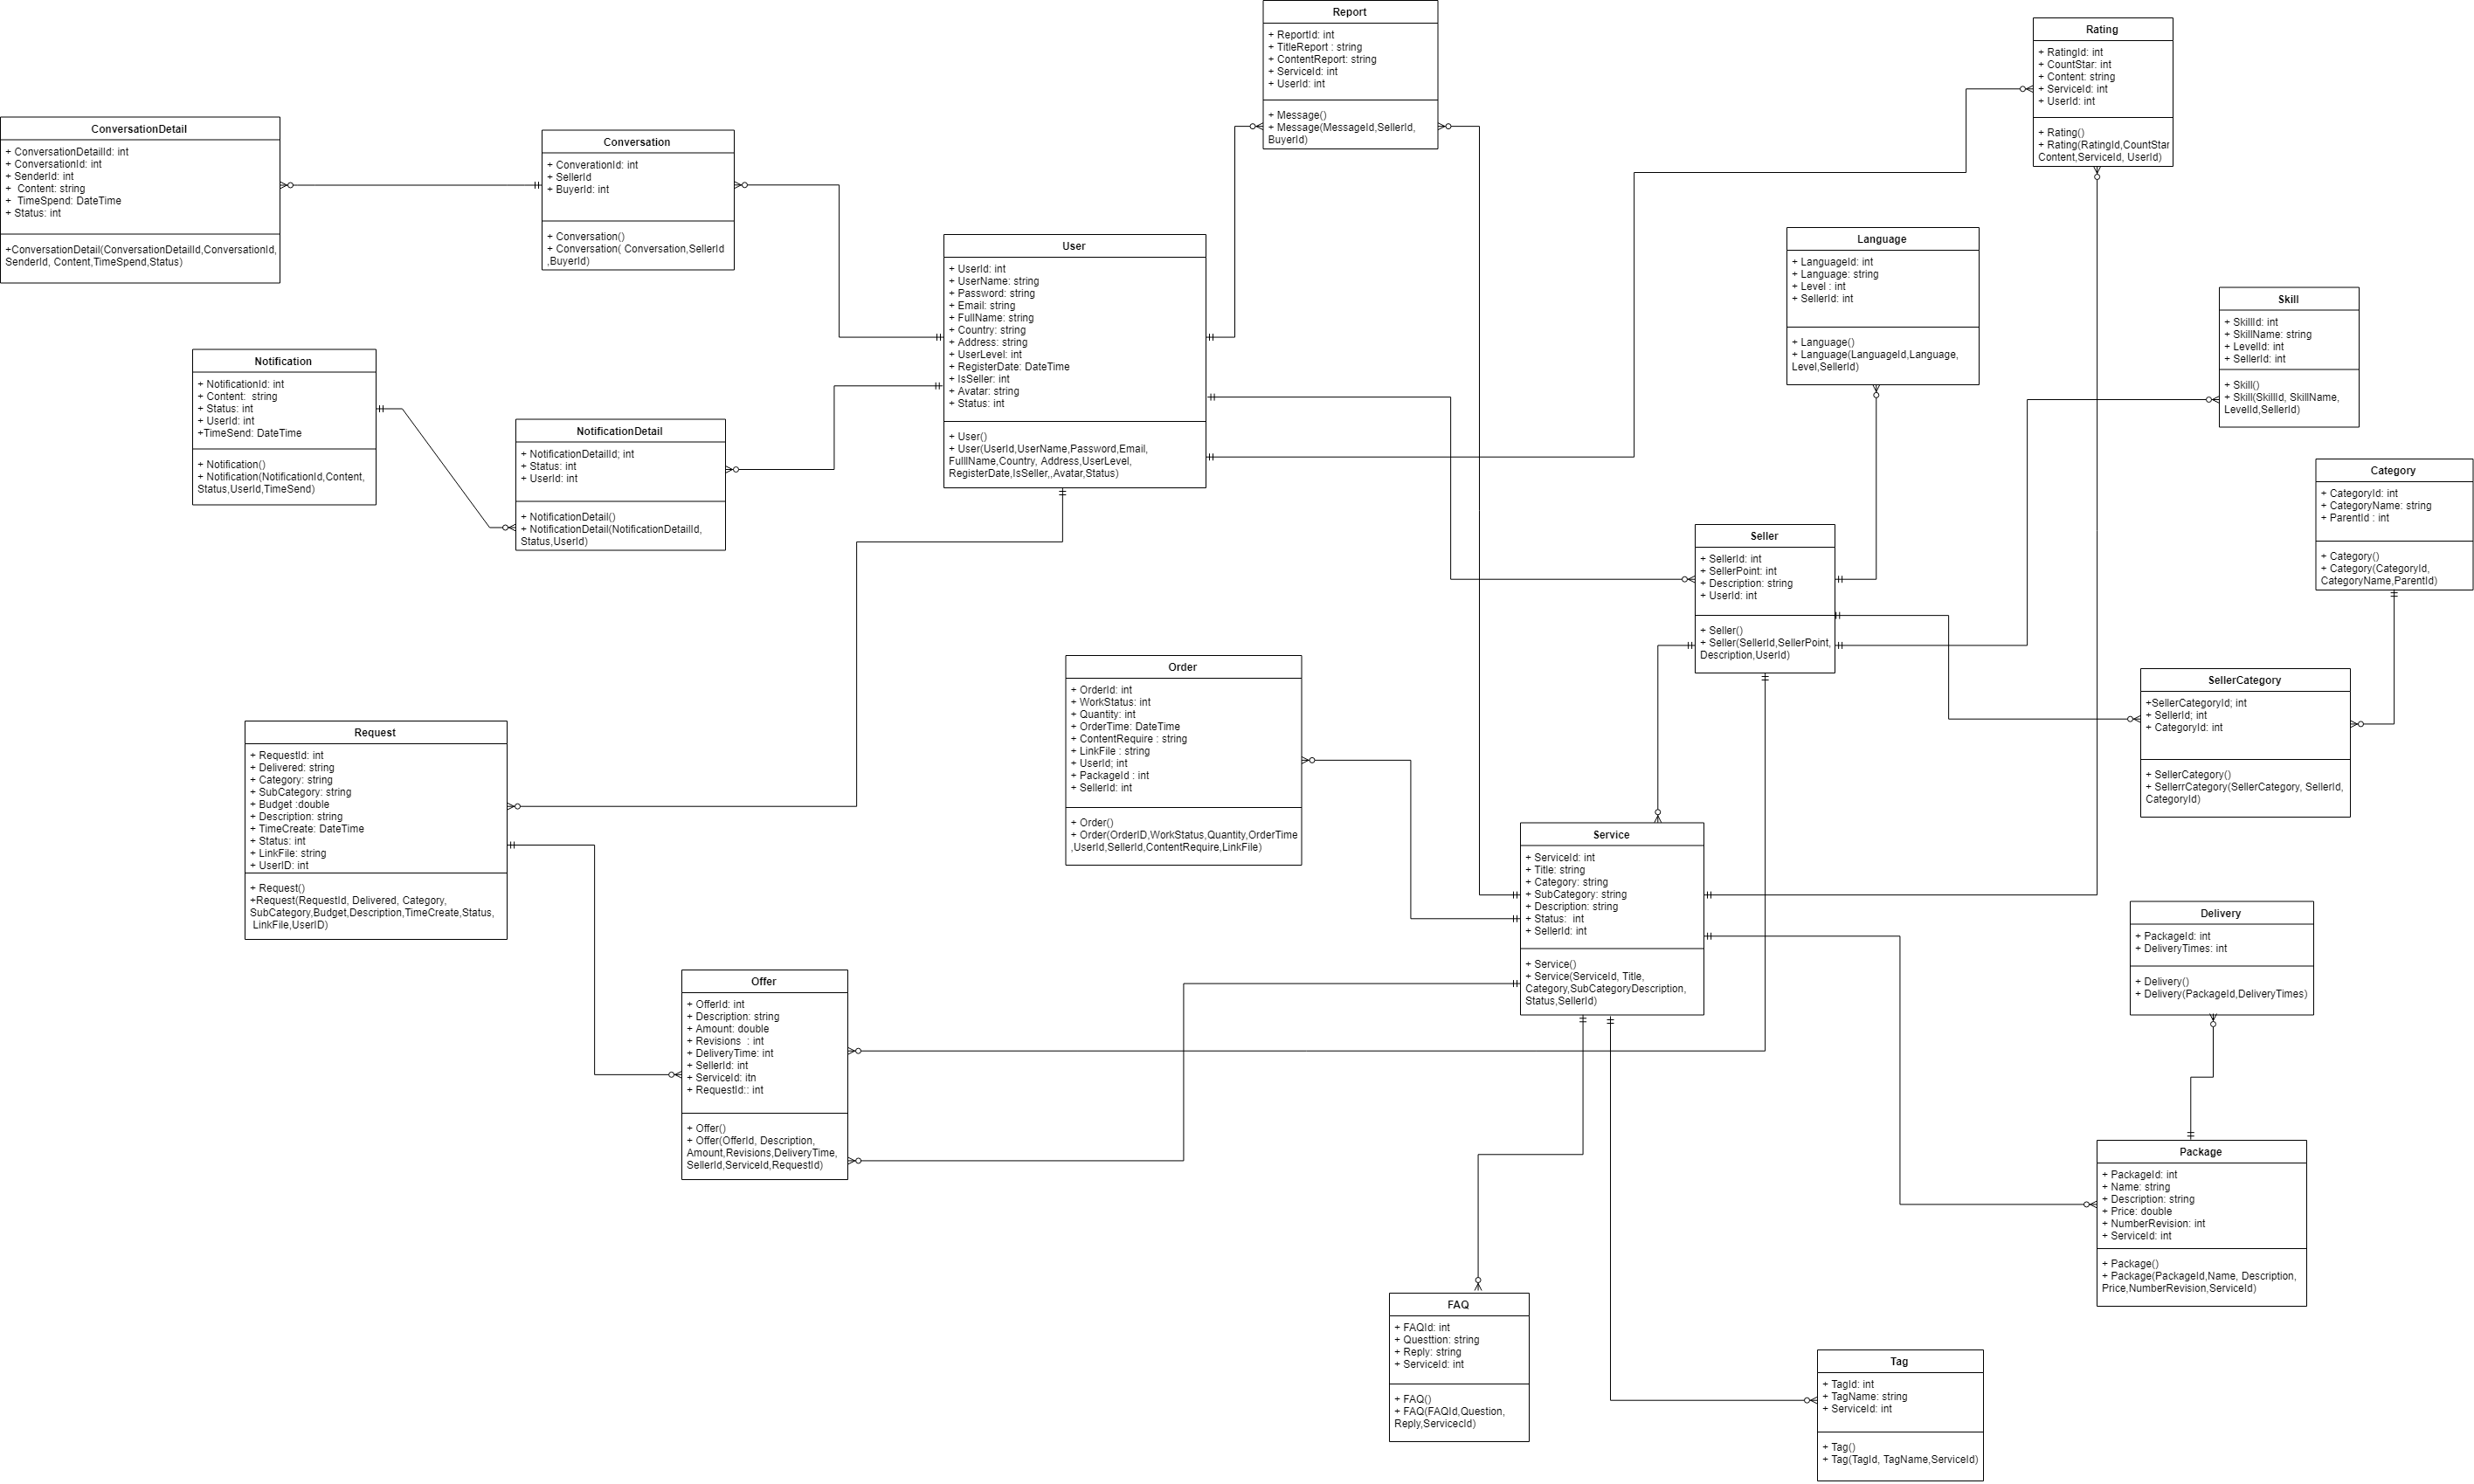 Report
+ ReportId: int
+ TitleReport : string
+ ContentReport: string
+ ServiceId: int
+ UserId: int
+ Message()
+ Message(MessageId,SellerId,
BuyerId)
Rating
+ RatingId: int
+ CountStar: int
+ Content: string
+ ServiceId: int
+ UserId: int
+ Rating()
+ Rating(RatingId,CountStar
Content,ServiceId, UserId)
ConversationDetail
+ ConversationDetailId: int
+ ConversationId: int
+ SenderId: int
+  Content: string
+  TimeSpend: DateTime
+ Status: int
+ConversationDetail(ConversationDetailId,ConversationId,
SenderId, Content,TimeSpend,Status)
Conversation
+ ConverationId: int
+ SellerId
+ BuyerId: int
+ Conversation()
+ Conversation( Conversation,SellerId
,BuyerId)
User
+ UserId: int
+ UserName: string
+ Password: string
+ Email: string
+ FullName: string
+ Country: string
+ Address: string
+ UserLevel: int
+ RegisterDate: DateTime
+ IsSeller: int
+ Avatar: string
+ Status: int
+ User()
+ User(UserId,UserName,Password,Email,
FulllName,Country, Address,UserLevel,
RegisterDate,IsSeller,,Avatar,Status)
Language
+ LanguageId: int
+ Language: string
+ Level : int
+ SellerId: int
+ Language()
+ Language(LanguageId,Language,
Level,SellerId)
Skill
+ SkillId: int
+ SkillName: string
+ LevelId: int
+ SellerId: int
+ Skill()
+ Skill(SkillId, SkillName,
LevelId,SellerId)
Notification
+ NotificationId: int
+ Content:  string
+ Status: int
+ UserId: int
+TimeSend: DateTime
+ Notification()
+ Notification(NotificationId,Content,
Status,UserId,TimeSend)
NotificationDetail
+ NotificationDetailId; int
+ Status: int
+ UserId: int
+ NotificationDetail()
+ NotificationDetail(NotificationDetailId,
Status,UserId)
Category
+ CategoryId: int
+ CategoryName: string
+ ParentId : int
+ Category()
+ Category(CategoryId,
CategoryName,ParentId)
Seller
+ SellerId: int
+ SellerPoint: int
+ Description: string
+ UserId: int
+ Seller()
+ Seller(SellerId,SellerPoint,
Description,UserId)
Order
+ OrderId: int
+ WorkStatus: int
+ Quantity: int
+ OrderTime: DateTime
+ ContentRequire : string
+ LinkFile : string
+ UserId; int
+ PackageId : int
+ SellerId: int
+ Order()
+ Order(OrderID,WorkStatus,Quantity,OrderTime
,UserId,SellerId,ContentRequire,LinkFile)
SellerCategory
+SellerCategoryId; int
+ SellerId; int
+ CategoryId: int
+ SellerCategory()
+ SellerrCategory(SellerCategory, SellerId,
CategoryId)
Request
+ RequestId: int
+ Delivered: string
+ Category: string
+ SubCategory: string
+ Budget :double
+ Description: string
+ TimeCreate: DateTime
+ Status: int
+ LinkFile: string
+ UserID: int
+ Request()
+Request(RequestId, Delivered, Category,
SubCategory,Budget,Description,TimeCreate,Status,
LinkFile,UserID)
Service
+ ServiceId: int
+ Title: string
+ Category: string
+ SubCategory: string
+ Description: string
+ Status:  int
+ SellerId: int
+ Service()
+ Service(ServiceId, Title,
Category,SubCategoryDescription,
Status,SellerId)
Delivery
+ PackageId: int
+ DeliveryTimes: int
+ Delivery()
+ Delivery(PackageId,DeliveryTimes)
Offer
+ OfferId: int
+ Description: string
+ Amount: double
+ Revisions  : int
+ DeliveryTime: int
+ SellerId: int
+ ServiceId: itn
+ RequestId:: int
+ Offer()
+ Offer(OfferId, Description,
Amount,Revisions,DeliveryTime,
SellerId,ServiceId,RequestId)
Package
+ PackageId: int
+ Name: string
+ Description: string
+ Price: double
+ NumberRevision: int
+ ServiceId: int
+ Package()
+ Package(PackageId,Name, Description,
Price,NumberRevision,ServiceId)
FAQ
+ FAQId: int
+ Questtion: string
+ Reply: string
+ ServiceId: int
+ FAQ()
+ FAQ(FAQId,Question,
Reply,ServicecId)
Tag
+ TagId: int
+ TagName: string
+ ServiceId: int
+ Tag()
+ Tag(TagId, TagName,ServiceId)